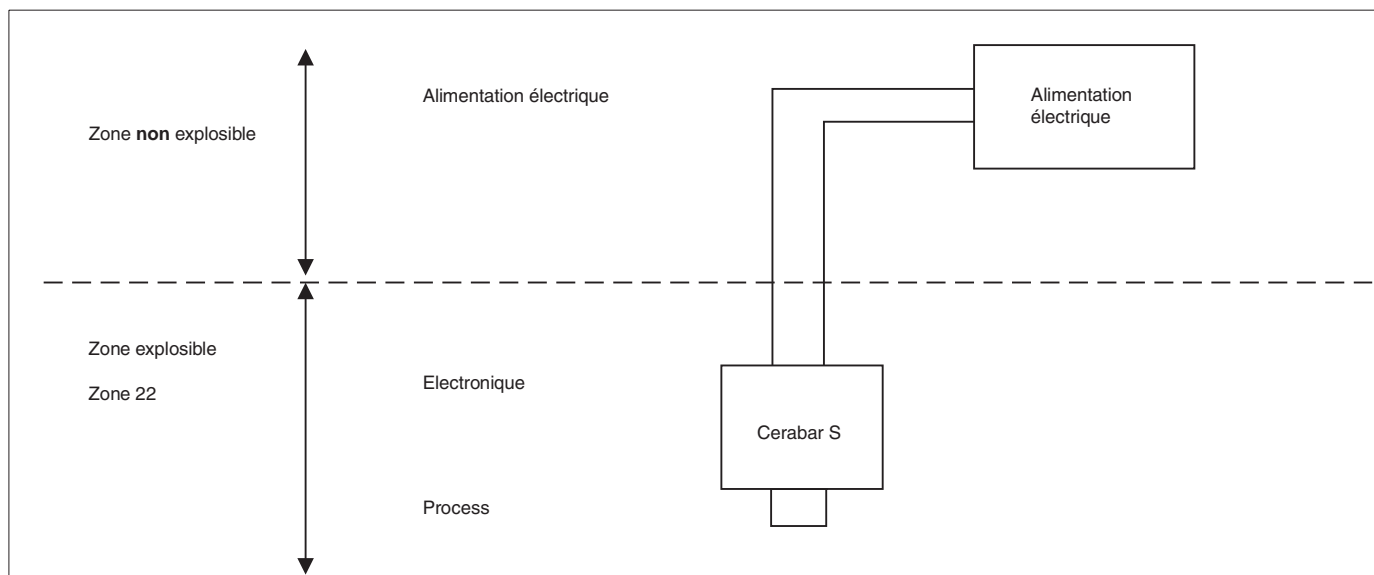 Alimentation électrique
Alimentation
électrique
Zone non explosible
Zone explosible
Zone 22
Electronique
Cerabar S
Process